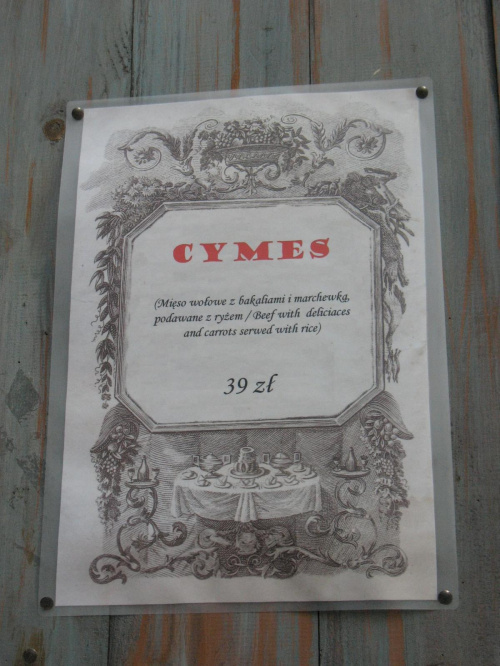 CYMES
(Mięso wołowe z bakaliami i marchewką,
podawane z ryżem / Beef with deliciaces
and carrots serwed with rice)
39 zł